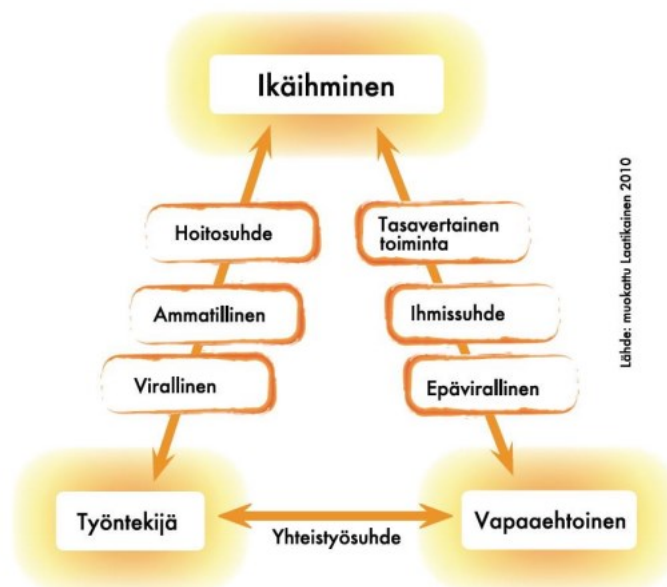 Ikäihminen
Hoitosuhde
Ammatillinen
Virallinen
Tasavertainen
toiminta
Ihmissuhde
Epävirallinen
Työntekijä
Yhteistyösuhde
Vapaaehtoinen
Lähde: muokattu Laatikainen 2010